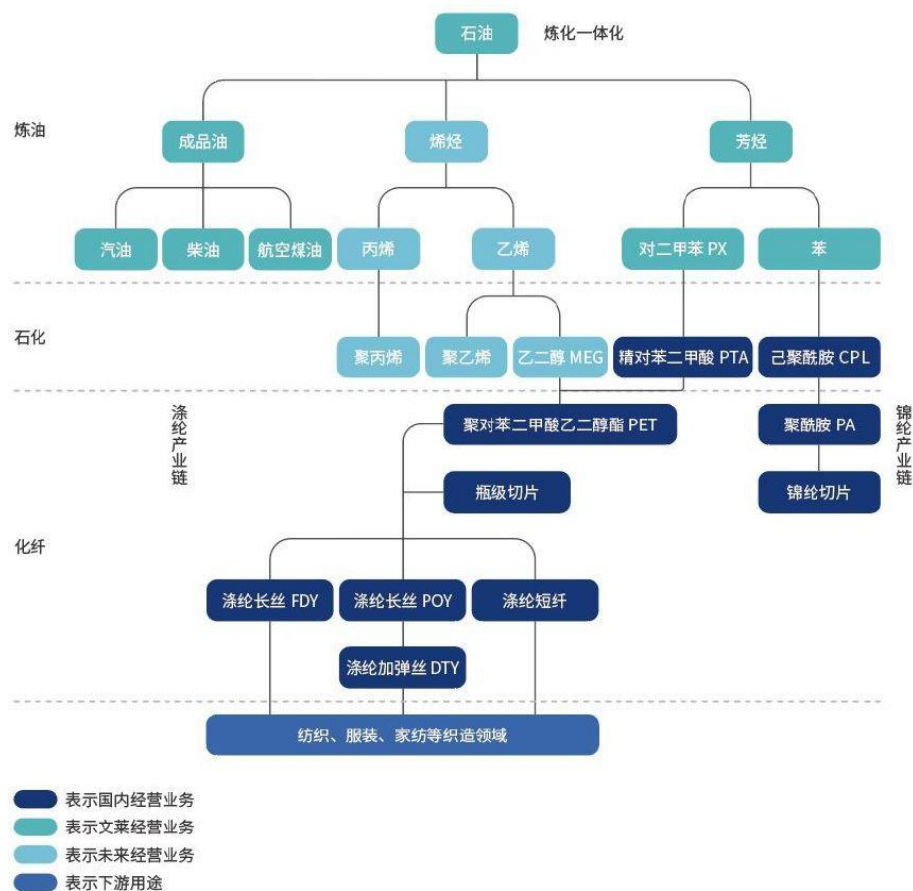 石油
炼化一体化
炼油
成品油
烯烃
芳烃
汽油
柴油
航空煤油
丙烯
乙烯
对二甲苯 PX
苯
石化
聚丙烯
聚乙烯
乙二醇 MEG
精对苯二甲酸 PTA
己聚酰胺 CPL
涤纶产业链
聚对苯二甲酸乙二醇酯 PET
聚酰胺 PA
锦纶产业链
瓶级切片
锦纶切片
化纤
涤纶长丝 FDY
涤纶长丝 POY
涤纶短纤
涤纶加弹丝 DTY
纺织、服装、家纺等织造领域
表示国内经营业务
表示文莱经营业务
表示未来经营业务
表示下游用途